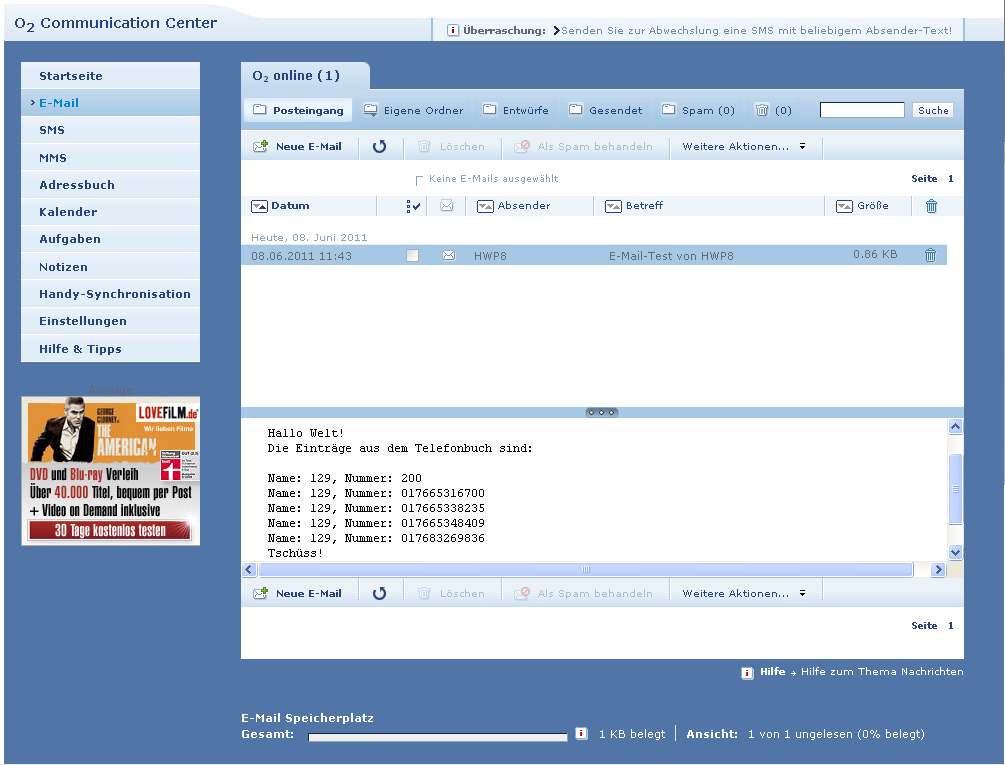 O2 Communication Center
Überraschung: Senden Sie zur Abwechslung eine SMS mit beliebigem Absender-Text!
Startseite
E-Mail
SMS
MMS
Adressbuch
Kalender
Aufgaben
Notizen
Handy-Synchronisation
Einstellungen
Hilfe & Tipps
Anzeige
GEORGE CLOONEY
THE AMERICAN
LOVEFiLM.de
Wir lieben Filme
1
DVD und Blu-ray Verleih
Über 40.000 Titel, bequem per Post
+ Video on Demand inklusive
30 Tage kostenlos testen
O2 online (1)
Posteingang Eigene Ordner Entwürfe Gesendet Spam (0) (0) Suche
Neue E-Mail Löschen Als Spam behandeln Weitere Aktionen...
Keine E-Mails ausgewählt Seite 1
Datum Absender Betreff Größe
Heute, 08. Juni 2011
08.06.2011 11:43 HWP8 E-Mail-Test von HWP8 0.86 KB
Hallo Welt!
Die Einträge aus dem Telefonbuch sind:
Name: 129, Nummer: 200
Name: 129, Nummer: 017665316700
Name: 129, Nummer: 017665338235
Name: 129, Nummer: 017665348409
Name: 129, Nummer: 017683269836
Tschüss!
Neue E-Mail Löschen Als Spam behandeln Weitere Aktionen...
Seite 1
Hilfe Hilfe zum Thema Nachrichten
E-Mail Speicherplatz
Gesamt: 1 KB belegt Ansicht: 1 von 1 ungelesen (0% belegt)